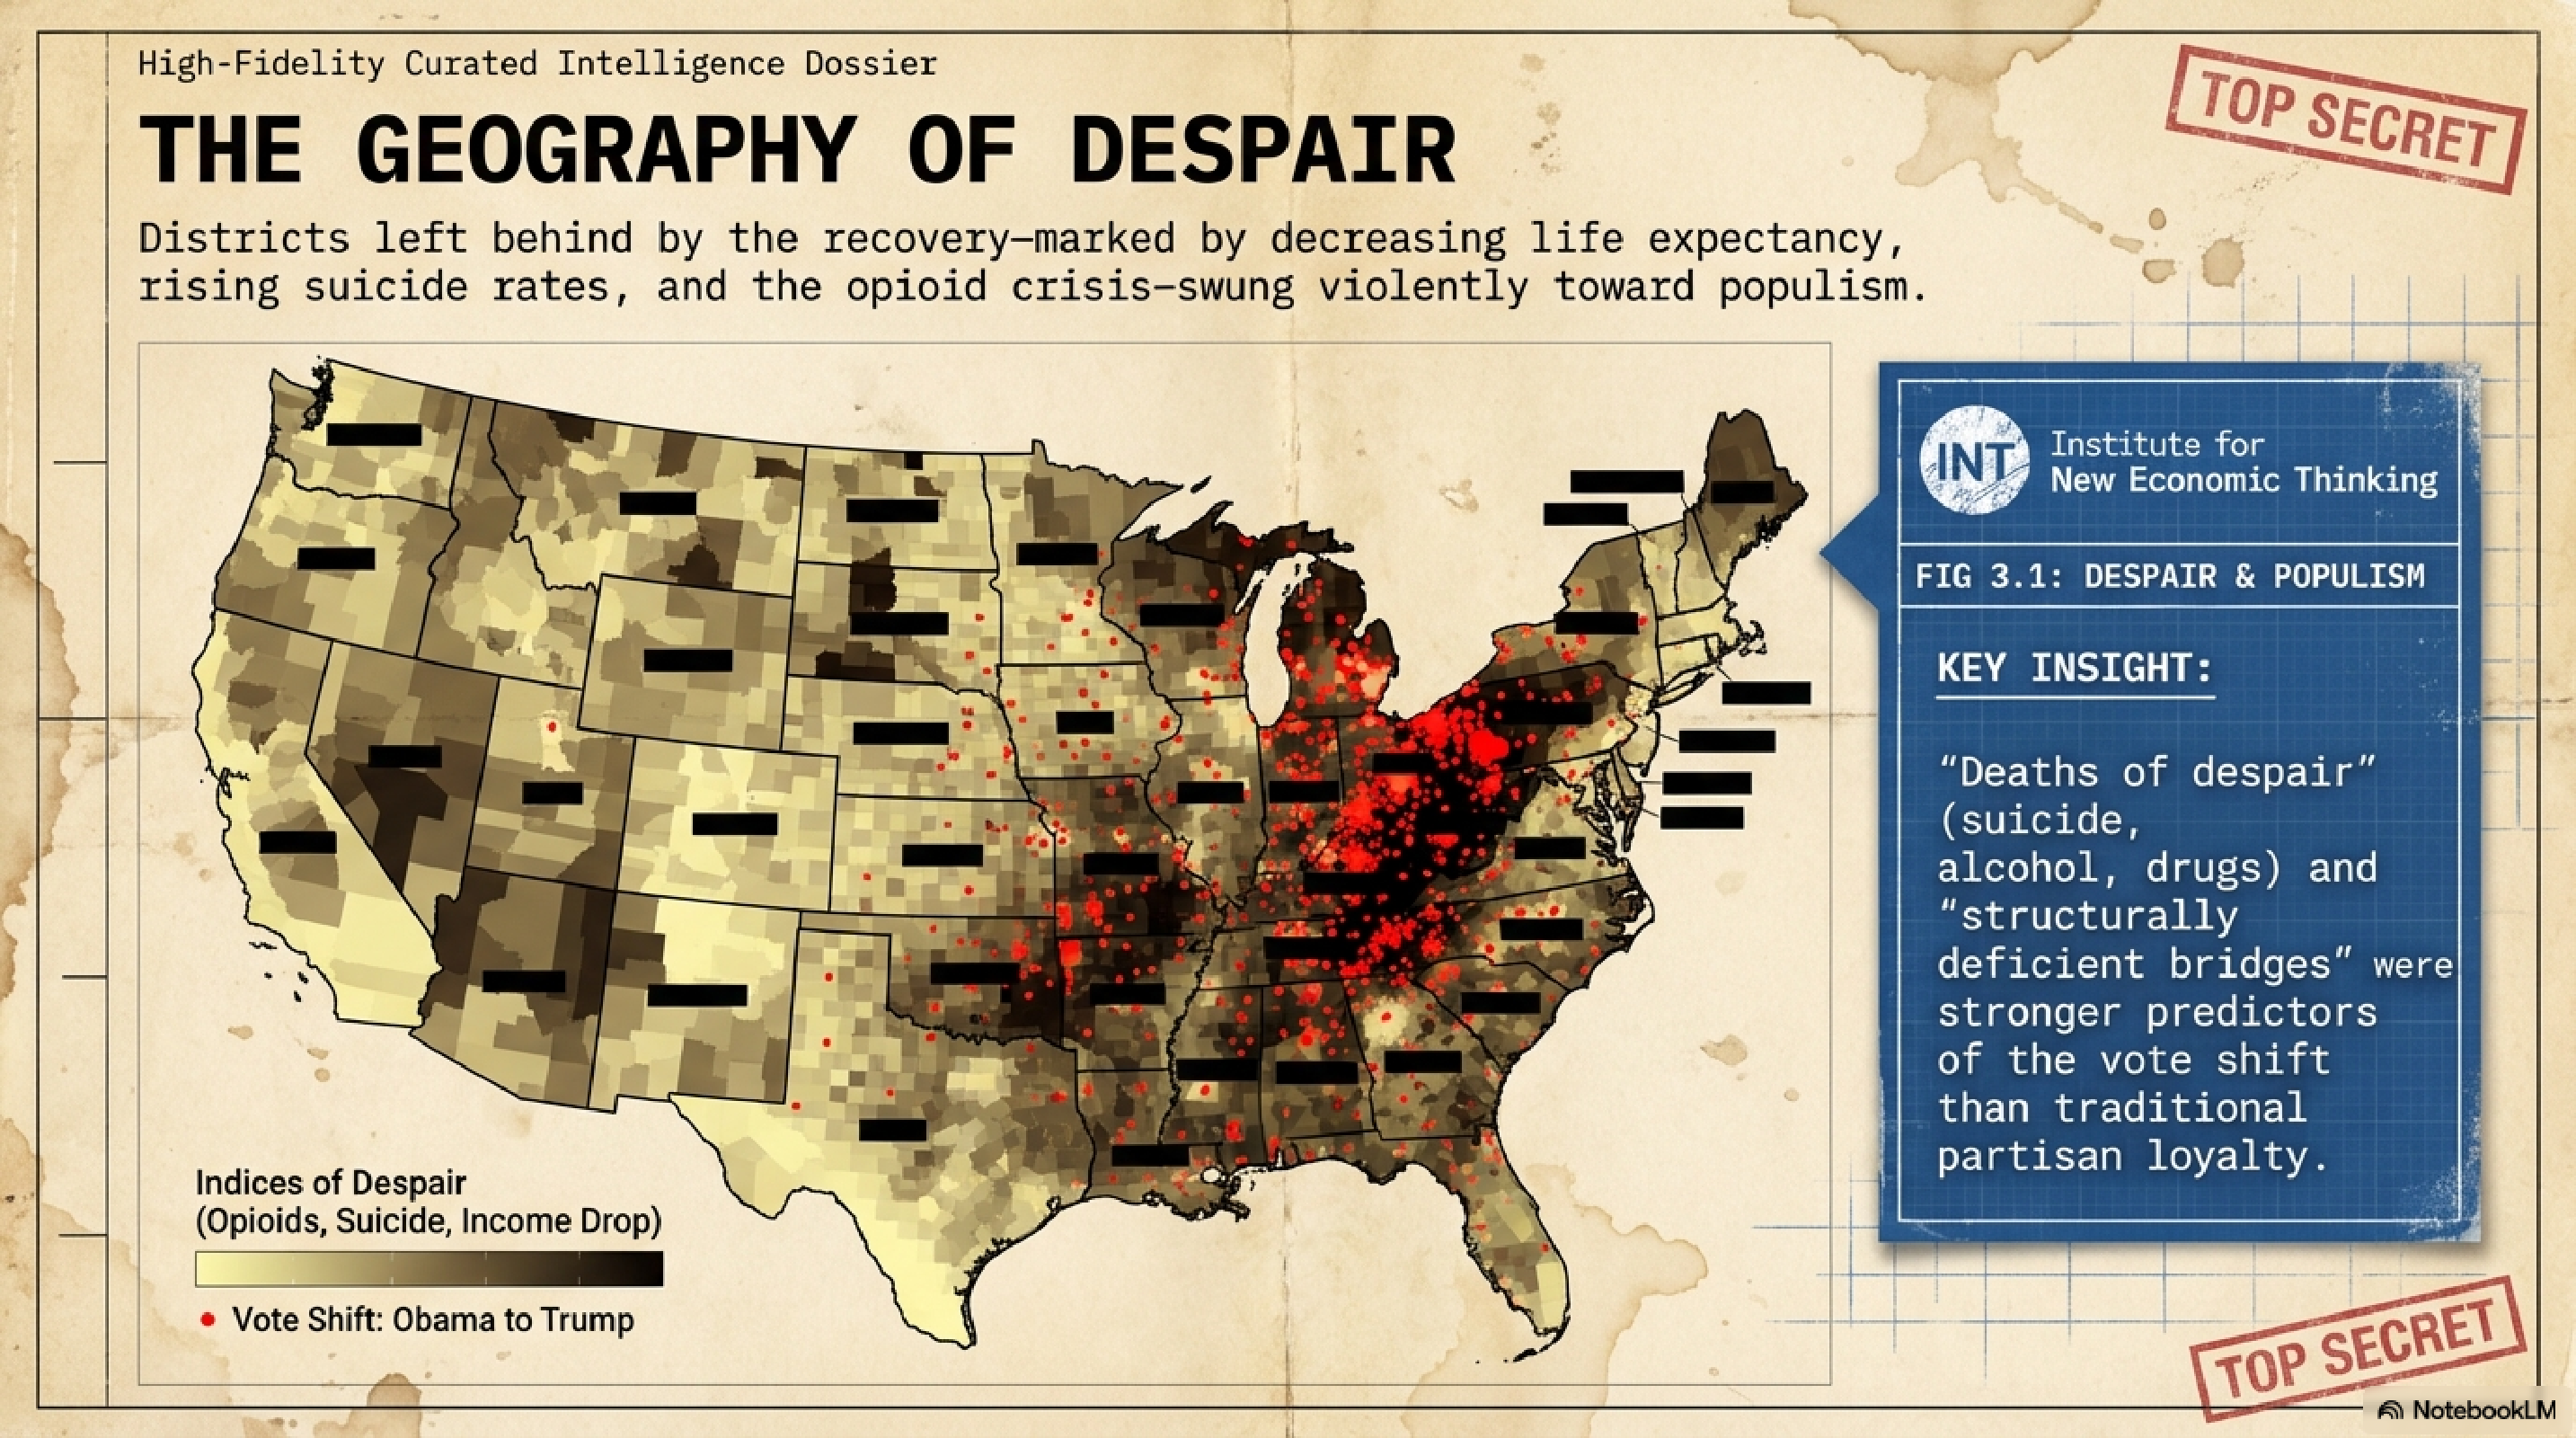 High-Fidelity Curated Intelligence Dossier
THE GEOGRAPHY OF DESPAIR
Districts left behind by the recovery—marked by decreasing life expectancy,
rising suicide rates, and the opioid crisis—swung violently toward populism.
TOP SECRET
Indices of Despair
(Opioids, Suicide, Income Drop)
• Vote Shift: Obama to Trump
INT
Institute for
New Economic Thinking
FIG 3.1: DESPAIR & POPULISM
KEY INSIGHT:
“Deaths of despair”
(suicide,
alcohol, drugs) and
“structurally
deficient bridges” were
stronger predictors
of the vote shift
than traditional
partisan loyalty.
TOP SECRET
NotebookLM